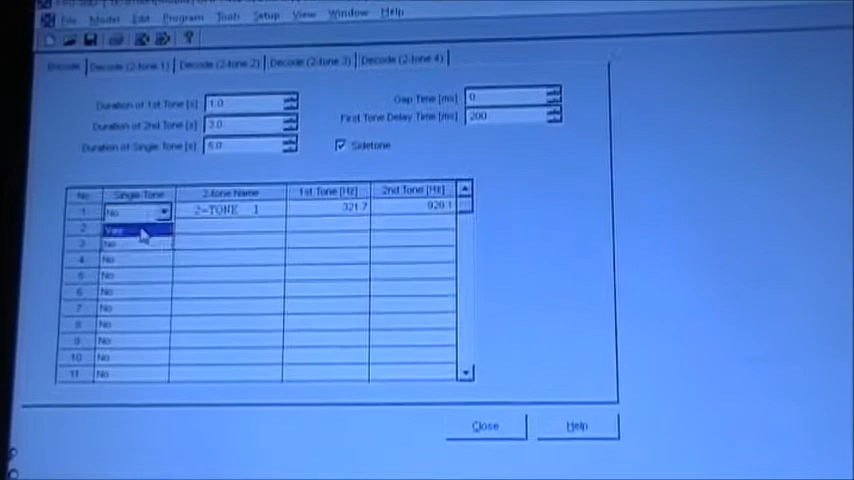 File Model Edit Program Tools Setup View Window Help
Encode Decode (2-tone 1) Decode (2-tone 2) Decode (2-tone 3) Decode (2-tone 4)
Duration of 1st Tone [s] 1.0 Gap Time [ms] 0
Duration of 2nd Tone [s] 3.0 First Tone Delay Time [ms] 200
Duration of Single Tone [s] 5.0 Sidetone
No. Single Tone 2-tone Name 1st Tone [Hz] 2nd Tone [Hz]
1 No 2-TONE 1 321.7 928.1
2 Yes
3 No
4 No
5 No
6 No
7 No
8 No
9 No
10 No
11 No
Close Help